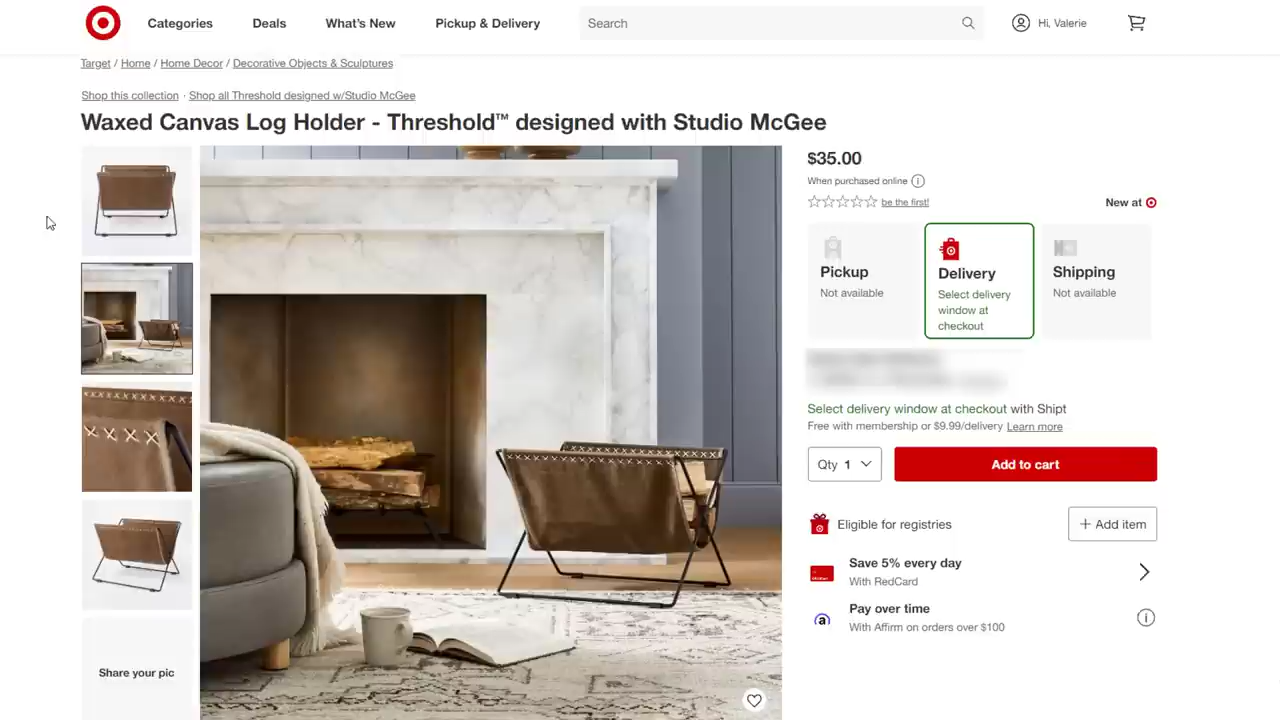 Categories
Deals
What's New
Pickup & Delivery
Search
Hi, Valerie
Target / Home / Home Decor / Decorative Objects & Sculptures
Shop this collection · Shop all Threshold designed w/Studio McGee
Waxed Canvas Log Holder - Threshold™ designed with Studio McGee
$35.00
When purchased online
be the first!
New at
Pickup
Not available
Delivery
Select delivery
window at
checkout
Shipping
Not available
Select delivery window at checkout with Shipt
Free with membership or $9.99/delivery Learn more
Qty 1
Add to cart
Eligible for registries
+ Add item
Save 5% every day
With RedCard
Pay over time
With Affirm on orders over $100
Share your pic